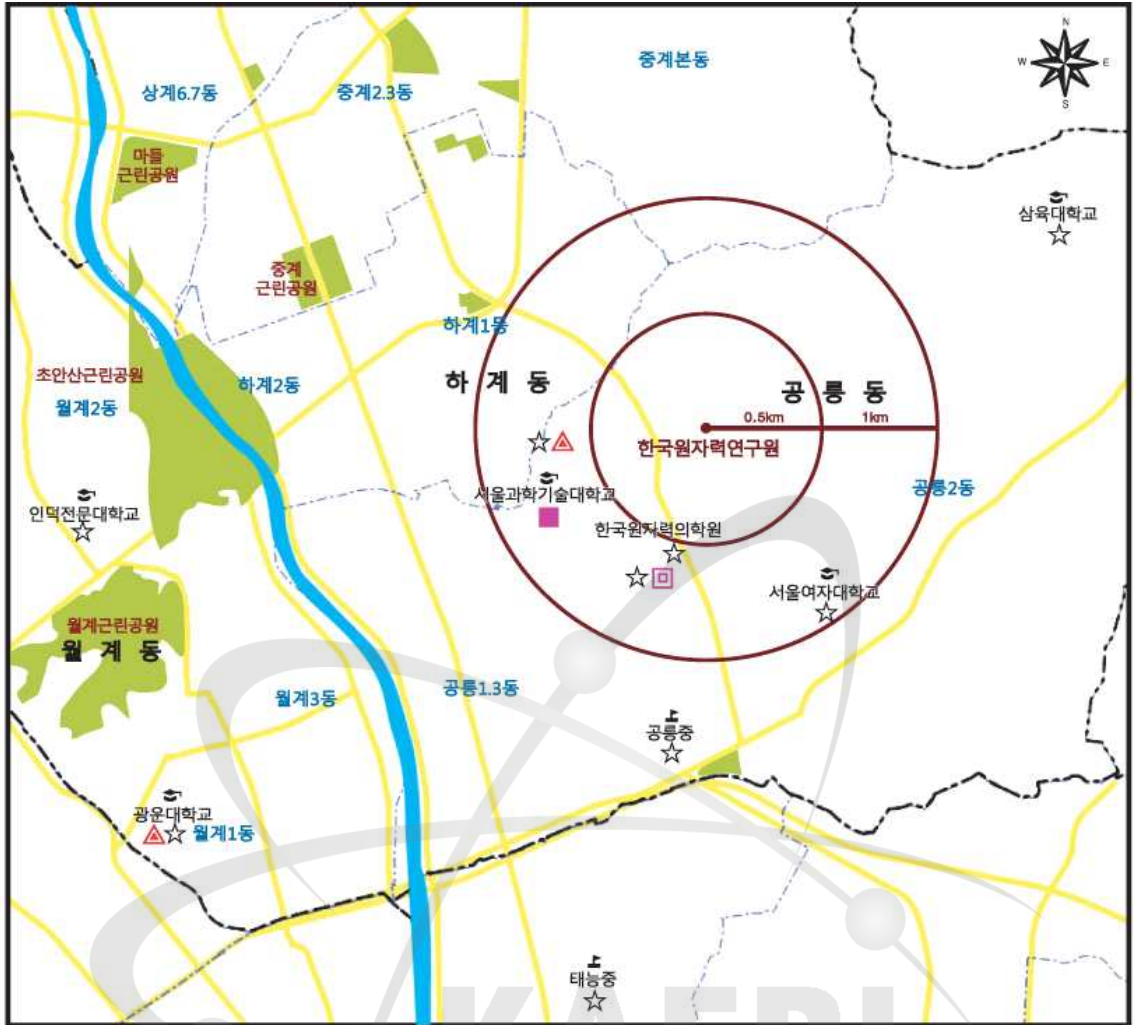 N
중계본동
W
E
상계6.7동
중계2.3동
S
마들
근린공원
삼육대학교
중계
근린공원
하계1동
초안산근린공원
하계2동
하 계 동
공 릉 동
월계2동
0.5km
1km
한국원자력연구원
공릉2동
서울과학기술대학교
인덕전문대학교
한국원자력의학원
서울여자대학교
월계근린공원
월 계 동
월계3동
공릉1.3동
공릉중
광운대학교
월계1동
태능중
KAERI